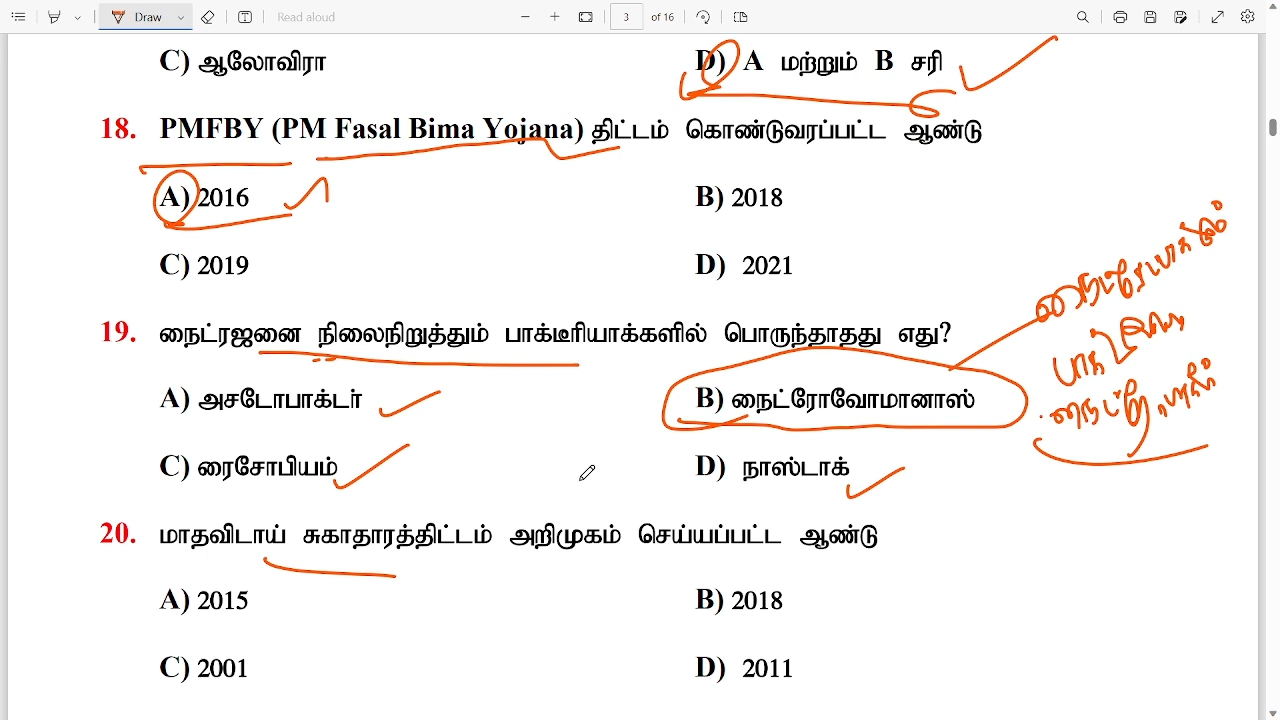 Draw Read aloud 3 of 16
C) ஆலோவிரா D) A மற்றும் B சரி
18. PMFBY (PM Fasal Bima Yojana) திட்டம் கொண்டுவரப்பட்ட ஆண்டு
A) 2016 B) 2018
C) 2019 D) 2021
19. நைட்ரஜனை நிலைநிறுத்தும் பாக்டீரியாக்களில் பொருந்தாதது எது?
A) அசடோபாக்டர் B) நைட்ரோவோமானாஸ்
C) ரைசோபியம் D) நாஸ்டாக்
20. மாதவிடாய் சுகாதாரத்திட்டம் அறிமுகம் செய்யப்பட்ட ஆண்டு
A) 2015 B) 2018
C) 2001 D) 2011